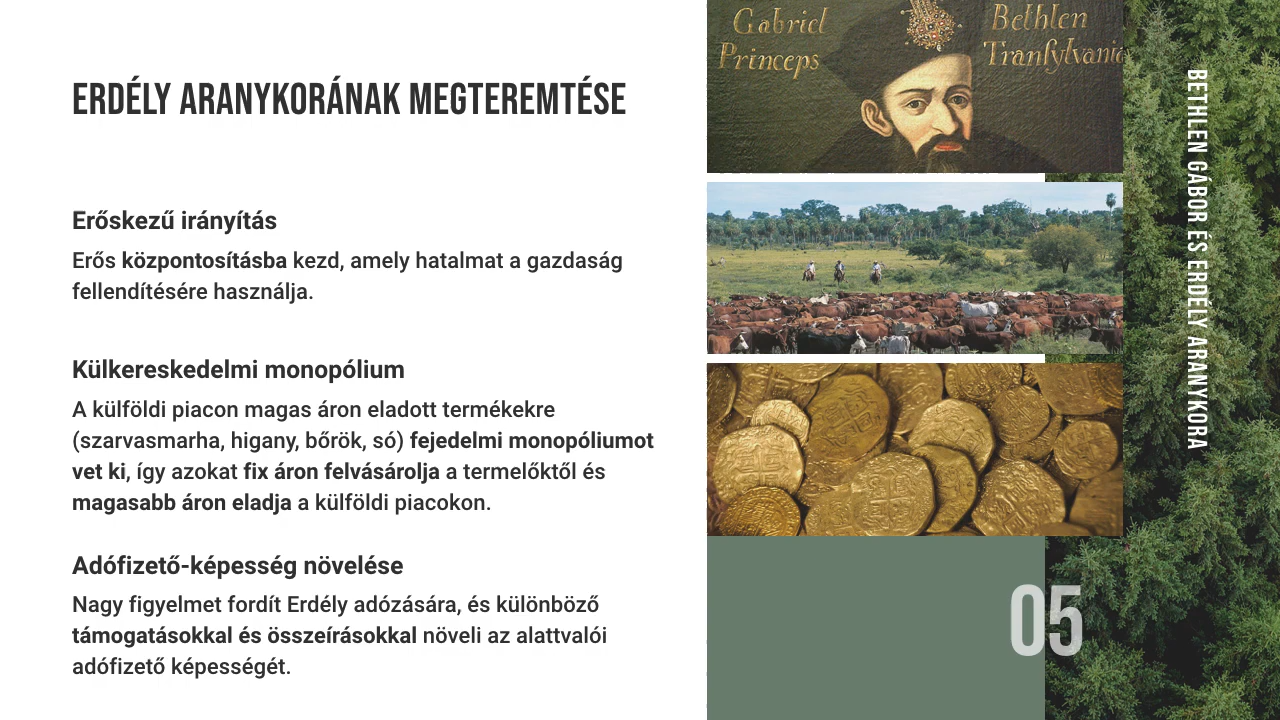 ERDÉLY ARANYKORÁNAK MEGTEREMTÉSE
Erőskezű irányítás
Erős központosításba kezd, amely hatalmat a gazdaság
fellendítésére használja.
Külkereskedelmi monopólium
A külföldi piacon magas áron eladott termékekre
(szarvasmarha, higany, bőrök, só) fejedelmi monopóliumot
vet ki, így azokat fix áron felvásárolja a termelőktől és
magasabb áron eladja a külföldi piacokon.
Adófizető-képesség növelése
Nagy figyelmet fordít Erdély adózására, és különböző
támogatásokkal és összeírásokkal növeli az alattvalói
adófizető képességét.
Gabriel Bethlen
Princeps Tranſylvaniæ
BETHLEN GÁBOR ÉS ERDÉLY ARANYKORA
05